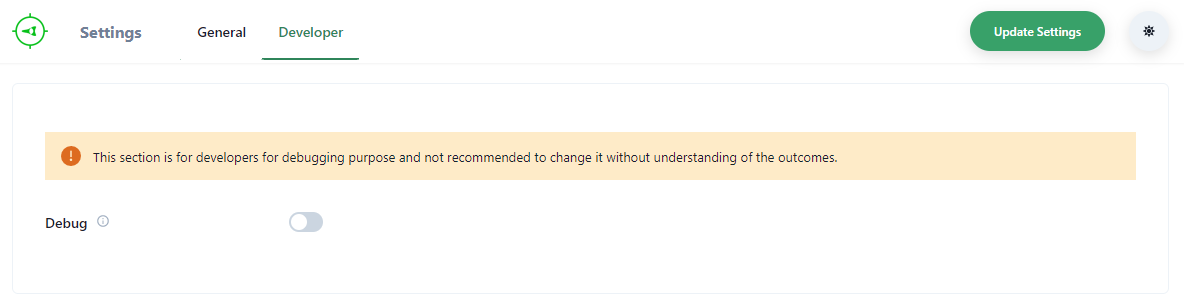 Settings
General
Developer
Update Settings
This section is for developers for debugging purpose and not recommended to change it without understanding of the outcomes.
Debug